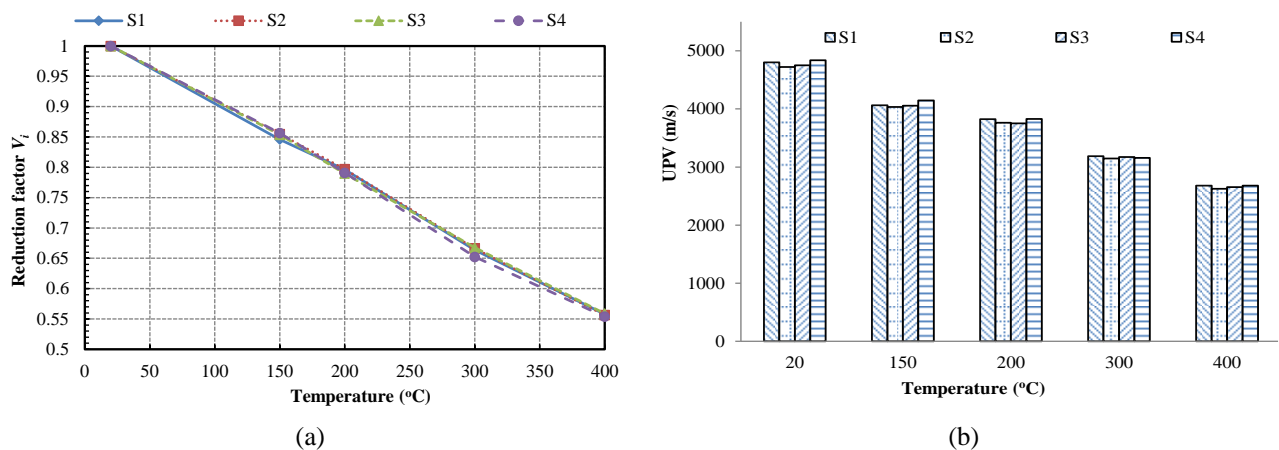 S1 S2 S3 S4
1
0.95
0.9
0.85
0.8
0.75
0.7
0.65
0.6
0.55
0.5
Reduction factor Vi
0 50 100 150 200 250 300 350 400
Temperature (oC)
(a)
S1 S2 S3 S4
5000
4000
3000
2000
1000
0
UPV (m/s)
20 150 200 300 400
Temperature (oC)
(b)